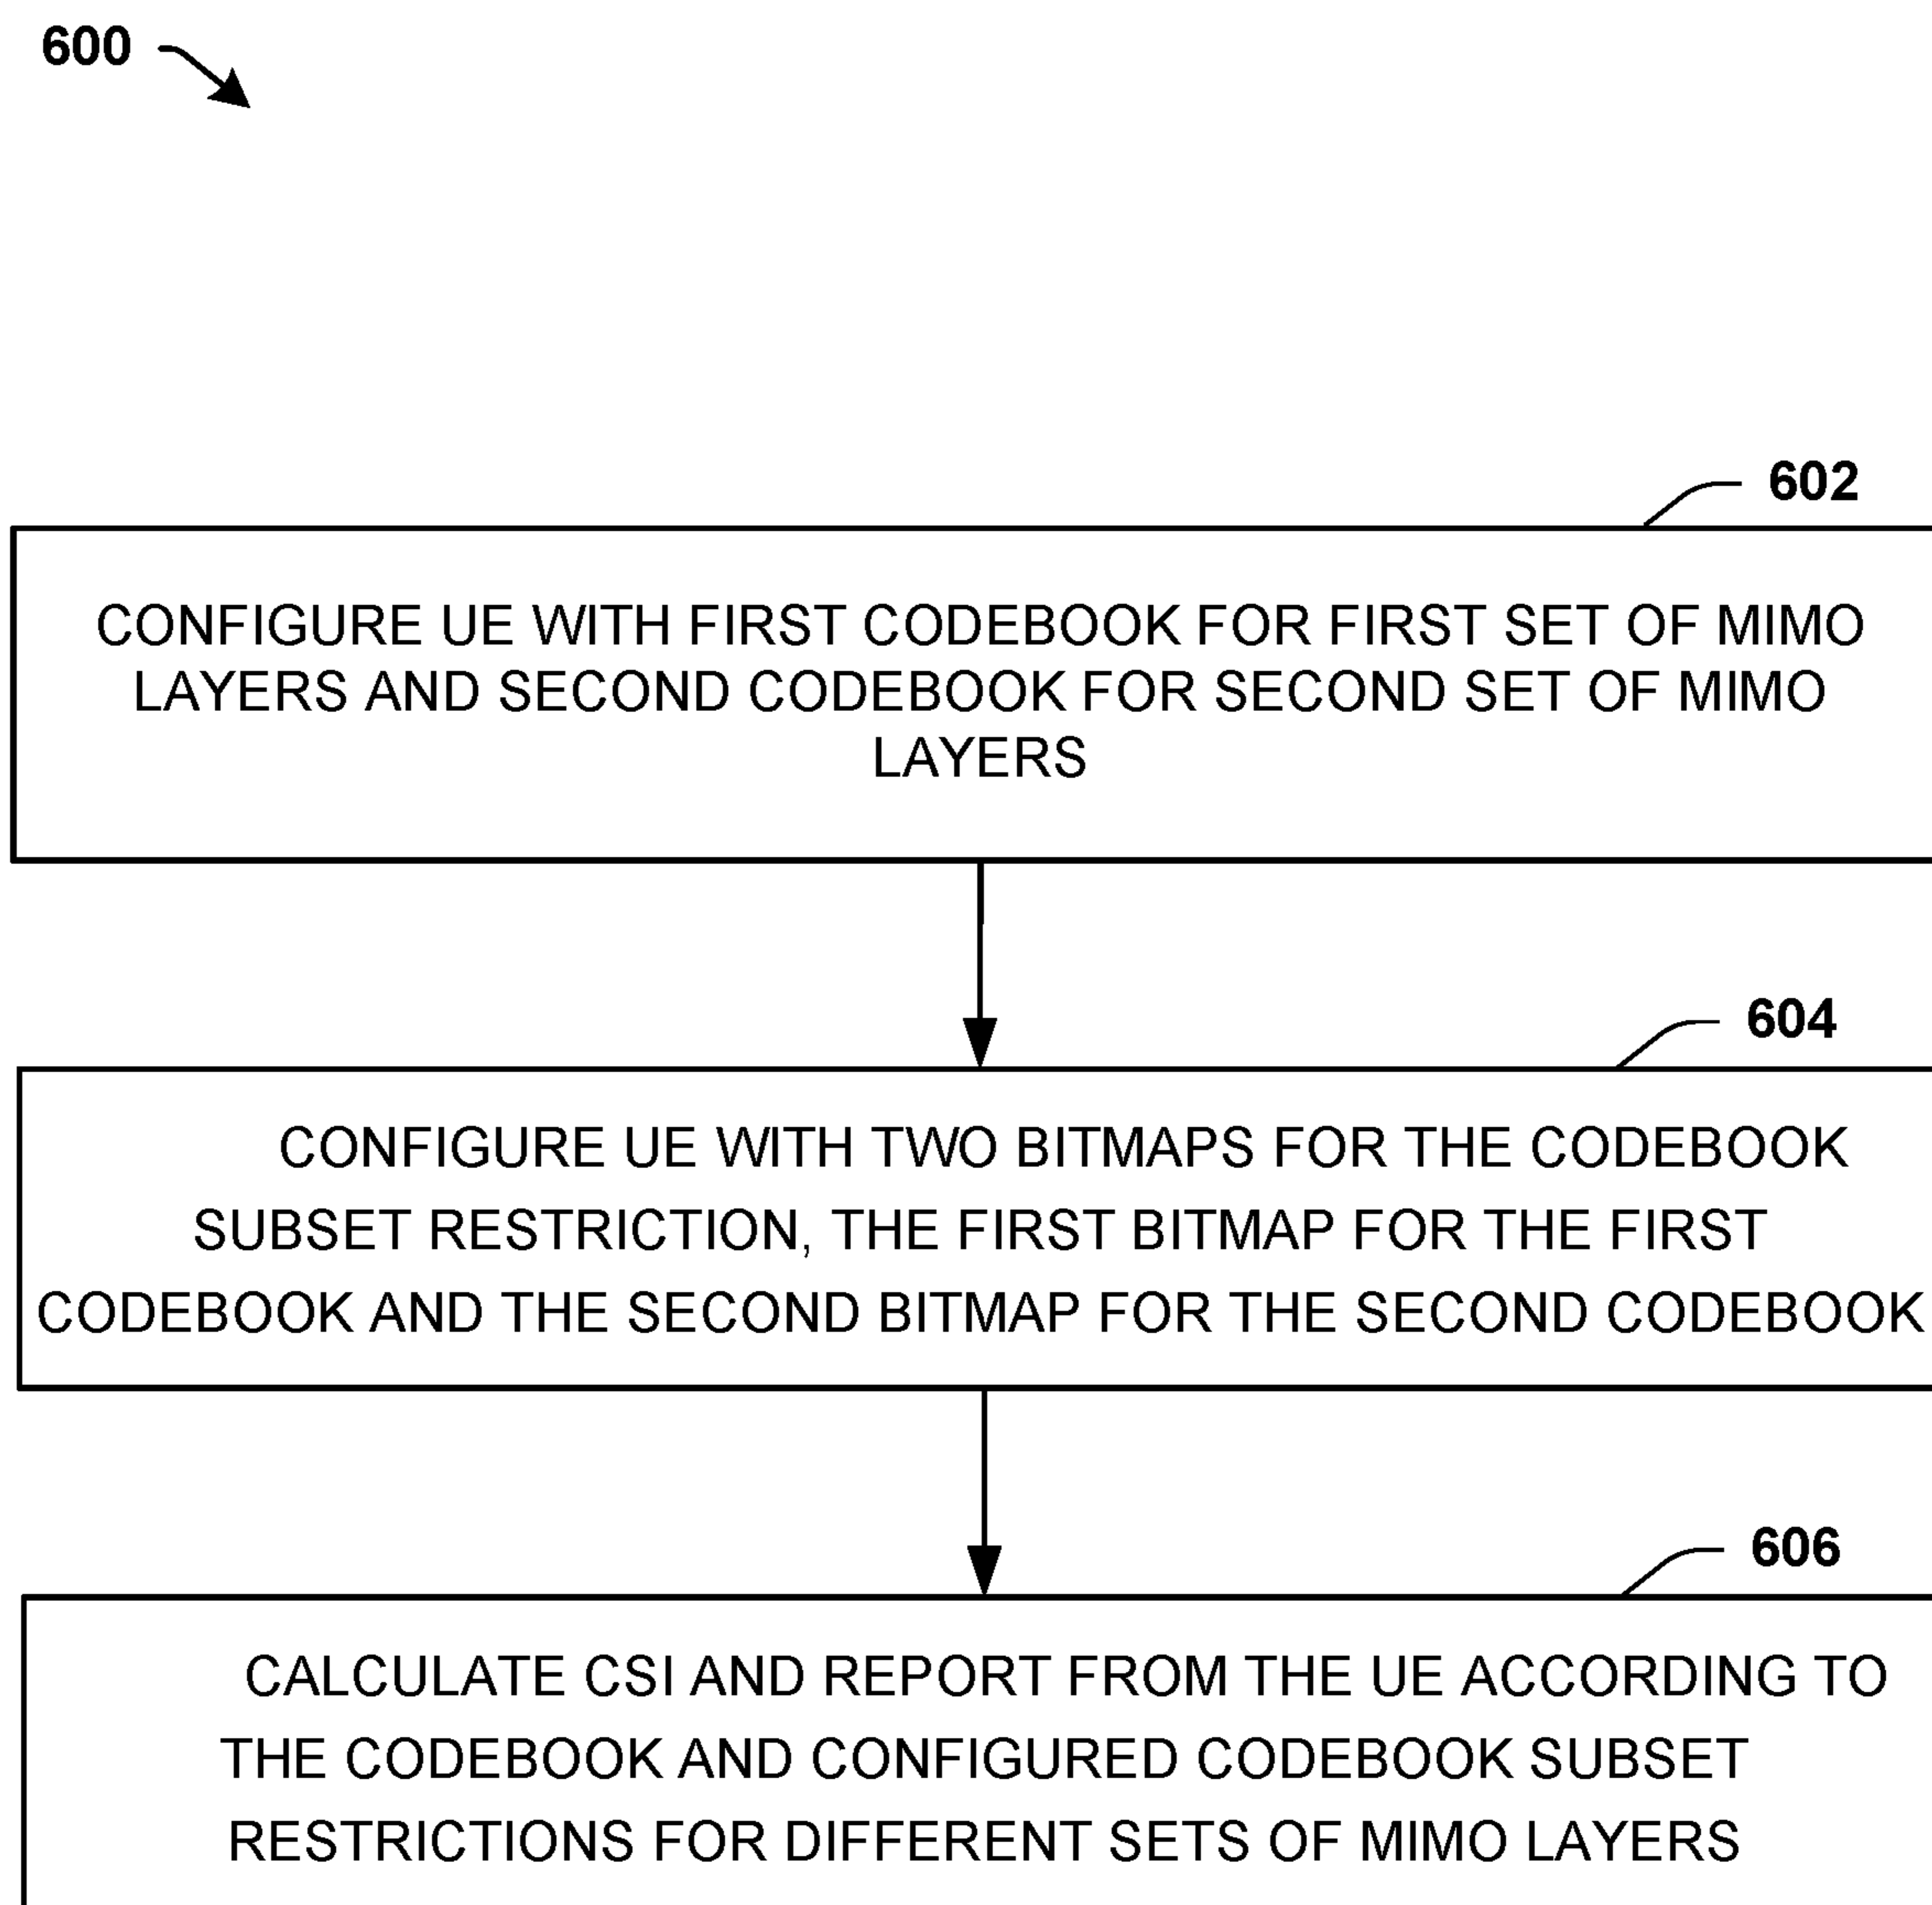 600
602
CONFIGURE UE WITH FIRST CODEBOOK FOR FIRST SET OF MIMO
LAYERS AND SECOND CODEBOOK FOR SECOND SET OF MIMO
LAYERS
604
CONFIGURE UE WITH TWO BITMAPS FOR THE CODEBOOK
SUBSET RESTRICTION, THE FIRST BITMAP FOR THE FIRST
CODEBOOK AND THE SECOND BITMAP FOR THE SECOND CODEBOOK
606
CALCULATE CSI AND REPORT FROM THE UE ACCORDING TO
THE CODEBOOK AND CONFIGURED CODEBOOK SUBSET
RESTRICTIONS FOR DIFFERENT SETS OF MIMO LAYERS